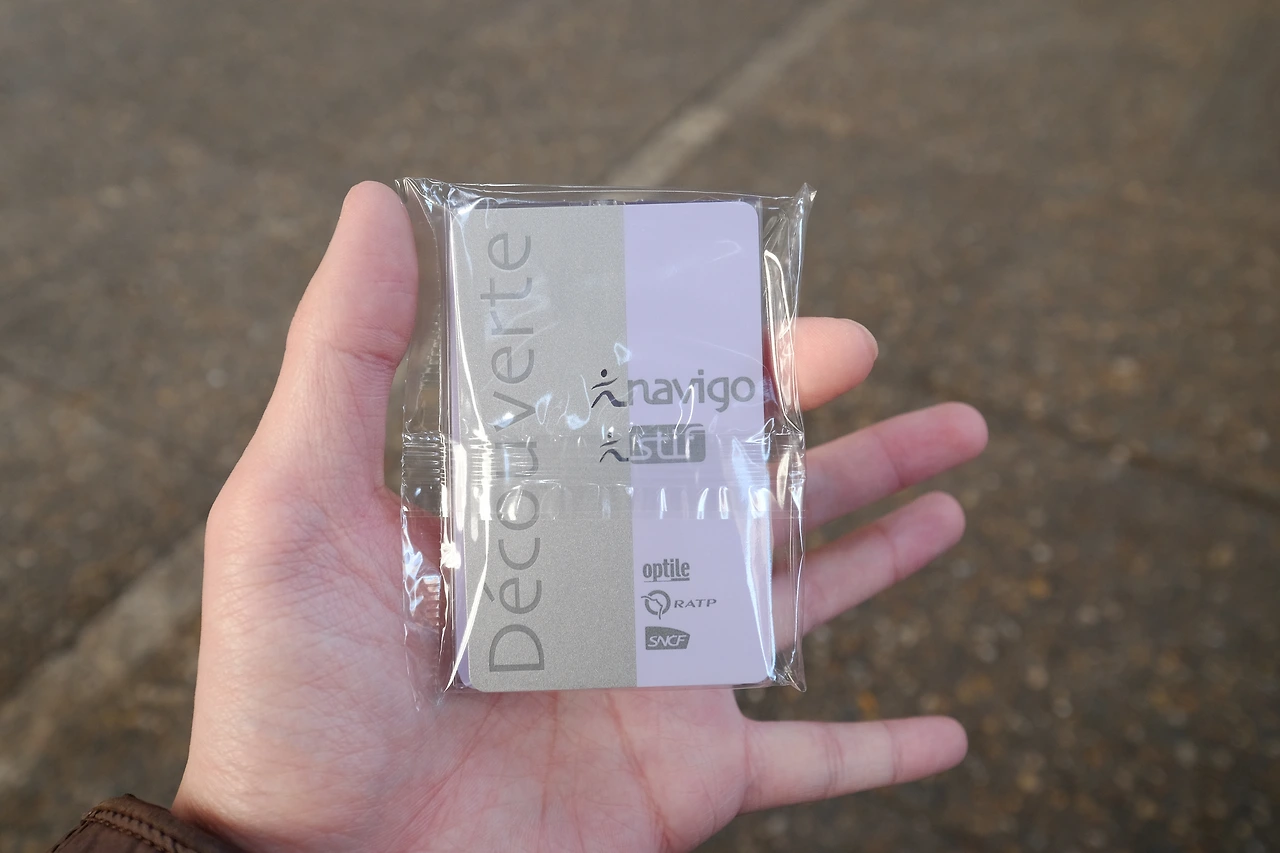 Découverte
navigo
stif
optile
RATP
SNCF